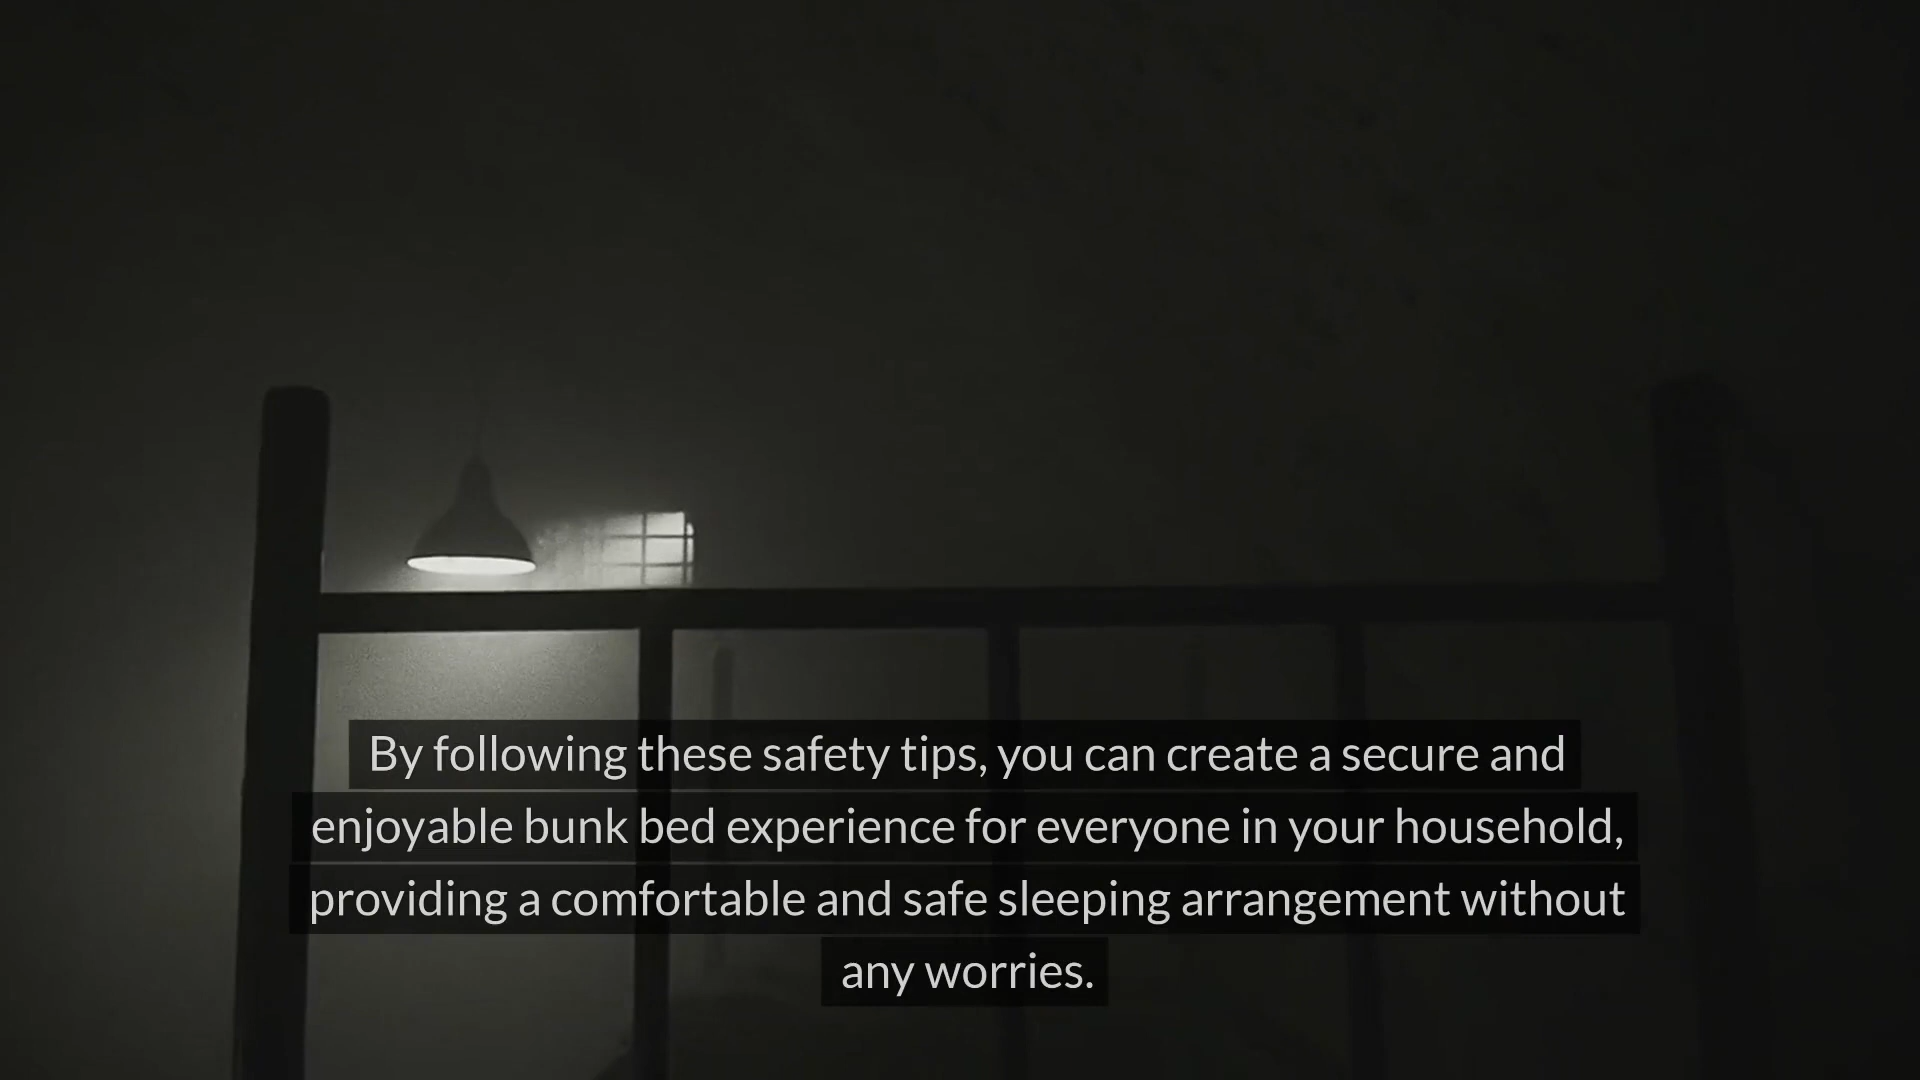 By following these safety tips, you can create a secure and
enjoyable bunk bed experience for everyone in your household,
providing a comfortable and safe sleeping arrangement without
any worries.